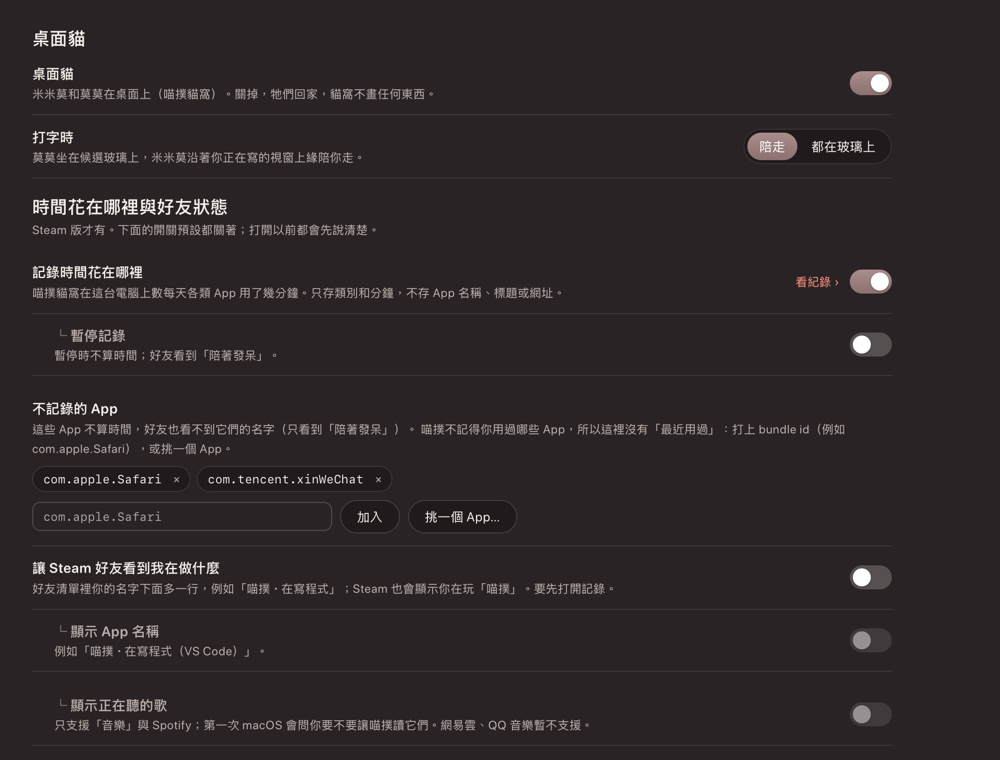 桌面貓
桌面貓
米米莫和莫莫在桌面上（喵撲貓窩）。關掉，牠們回家，貓窩不畫任何東西。
打字時
莫莫坐在候選玻璃上，米米莫沿著你正在寫的視窗上緣陪你走。
陪走
都在玻璃上
時間花在哪裡與好友狀態
Steam 版才有。下面的開關預設都關著；打開以前都會先說清楚。
記錄時間花在哪裡
喵撲貓窩在這台電腦上數每天各類 App 用了幾分鐘。只存類別和分鐘，不存 App 名稱、標題或網址。
看紀錄 ›
└ 暫停記錄
暫停時不算時間；好友看到「陪著發呆」。
不記錄的 App
這些 App 不算時間，好友也看不到它們的名字（只看到「陪著發呆」）。 喵撲不記得你用過哪些 App，所以這裡沒有「最近用過」：打上 bundle id（例如
com.apple.Safari），或挑一個 App。
com.apple.Safari ×
com.tencent.xinWeChat ×
com.apple.Safari
加入
挑一個 App…
讓 Steam 好友看到我在做什麼
好友清單裡你的名字下面多一行，例如「喵撲・在寫程式」；Steam 也會顯示你在玩「喵撲」。要先打開記錄。
└ 顯示 App 名稱
例如「喵撲・在寫程式（VS Code）」。
└ 顯示正在聽的歌
只支援「音樂」與 Spotify；第一次 macOS 會問你要不要讓喵撲讀它們。網易雲、QQ 音樂暫不支援。